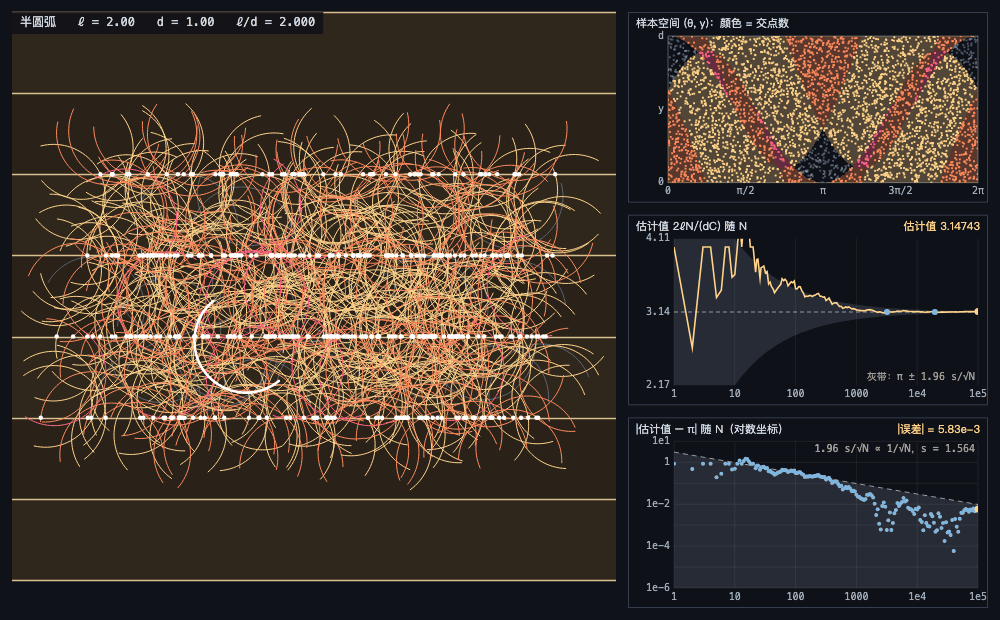 半圆弧 ℓ = 2.00 d = 1.00 ℓ/d = 2.000
样本空间 (θ, y)：颜色 = 交点数
d
y
0
0 π/2 π 3π/2 2π
估计值 2ℓN/(dC) 随 N 估计值 3.14743
4.11
3.14
2.17
灰带：π ± 1.96 s/√N
1 10 100 1000 1e4 1e5
|估计值 − π| 随 N（对数坐标） |误差| = 5.83e-3
1e1
1.96 s/√N ∝ 1/√N, s = 1.564
1
1e-2
1e-4
1e-6
1 10 100 1000 1e4 1e5